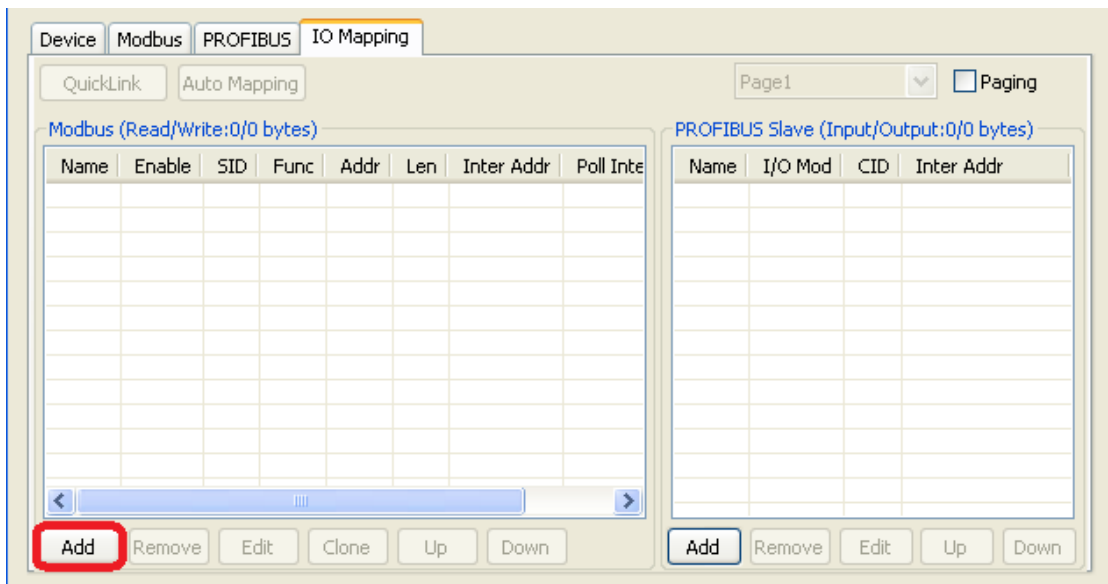 Device Modbus PROFIBUS IO Mapping
QuickLink Auto Mapping Page1 Paging
Modbus (Read/Write:0/0 bytes) PROFIBUS Slave (Input/Output:0/0 bytes)
Name Enable SID Func Addr Len Inter Addr Poll Inte Name I/O Mod CID Inter Addr
Add Remove Edit Clone Up Down Add Remove Edit Up Down